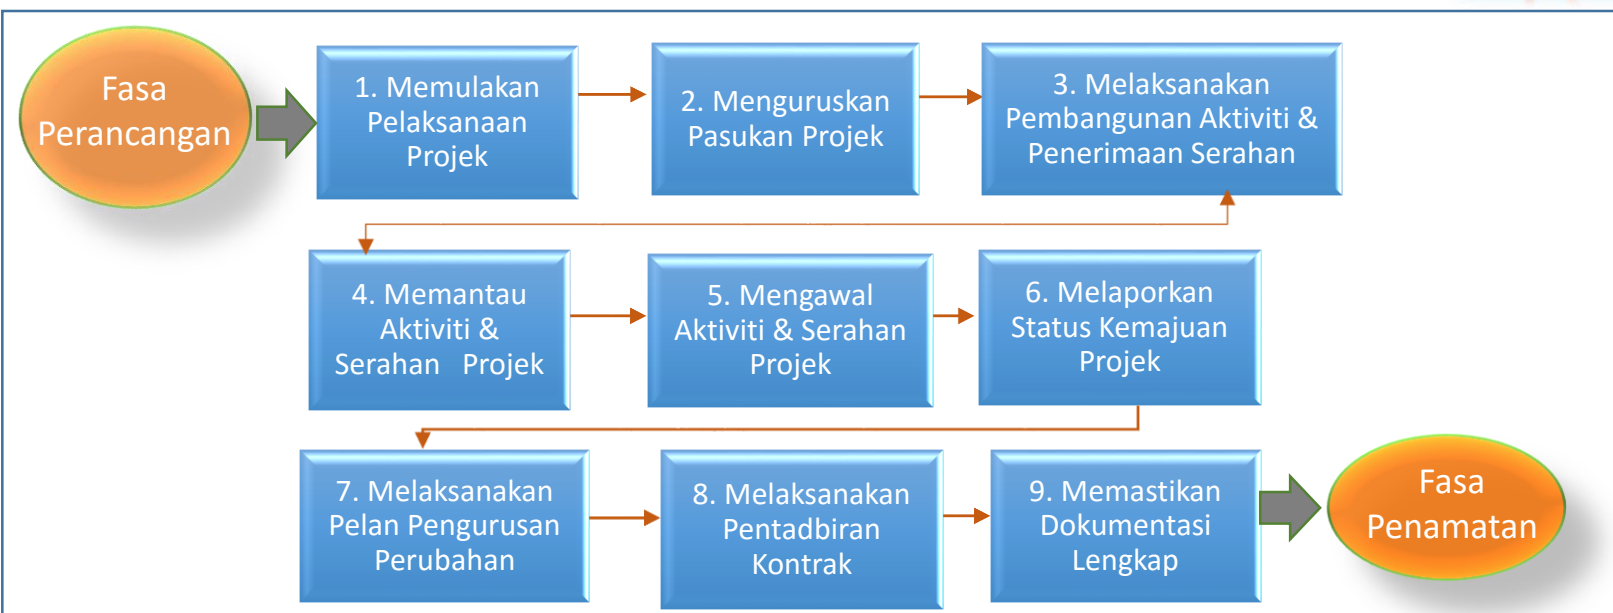 Fasa
Perancangan
1. Memulakan
Pelaksanaan
Projek
2. Menguruskan
Pasukan Projek
3. Melaksanakan
Pembangunan Aktiviti &
Penerimaan Serahan
4. Memantau
Aktiviti &
Serahan Projek
5. Mengawal
Aktiviti & Serahan
Projek
6. Melaporkan
Status Kemajuan
Projek
7. Melaksanakan
Pelan Pengurusan
Perubahan
8. Melaksanakan
Pentadbiran
Kontrak
9. Memastikan
Dokumentasi
Lengkap
Fasa
Penamatan